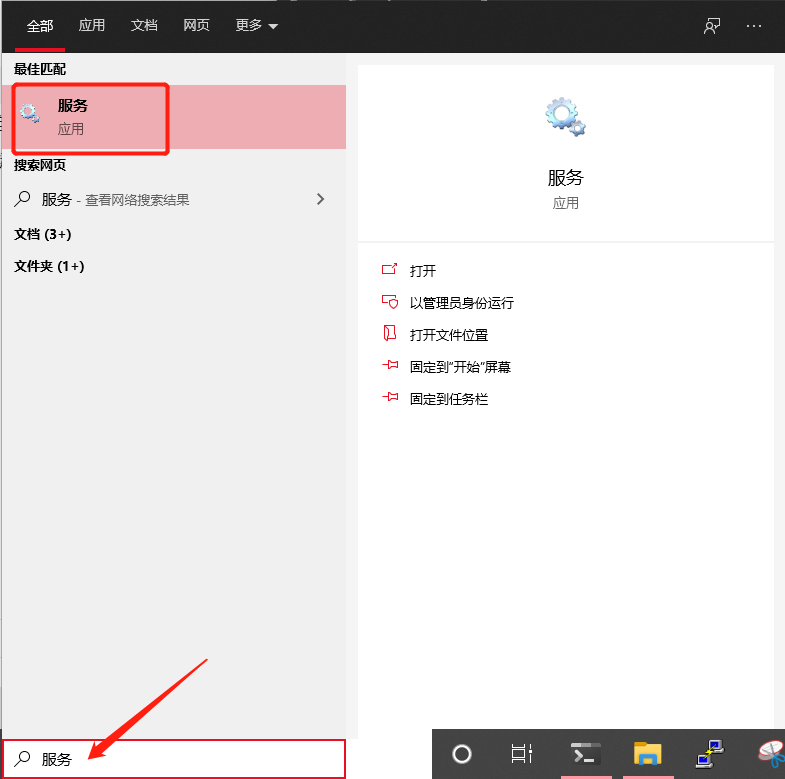 全部 应用 文档 网页 更多
最佳匹配
服务
应用
搜索网页
服务 - 查看网络搜索结果
文档 (3+)
文件夹 (1+)
服务
应用
打开
以管理员身份运行
打开文件位置
固定到“开始”屏幕
固定到任务栏
服务